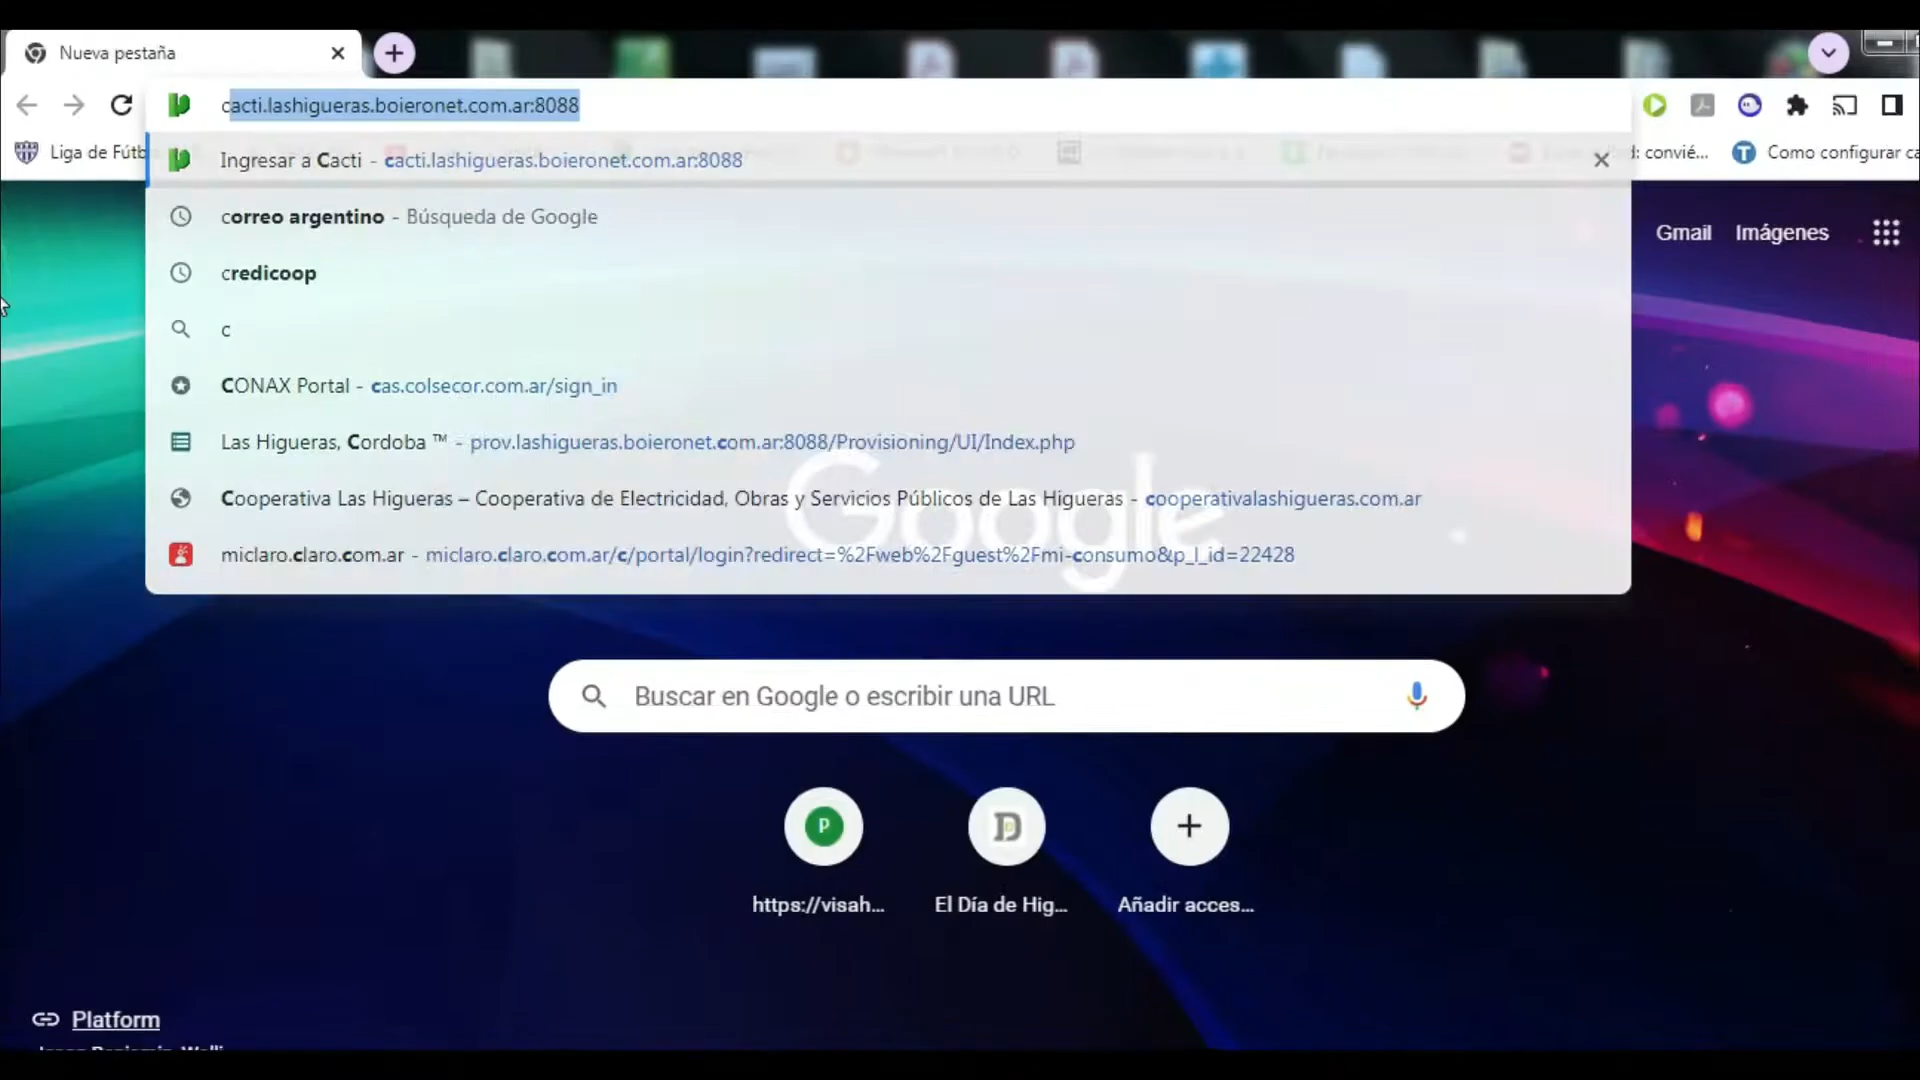 Nueva pestaña
cacti.lashigueras.boieronet.com.ar:8088
Liga de Fútb
d: convié...
Como configurar ca
Ingresar a Cacti - cacti.lashigueras.boieronet.com.ar:8088
correo argentino - Búsqueda de Google
Gmail
Imágenes
credicoop
c
CONAX Portal - cas.colsecor.com.ar/sign_in
Las Higueras, Cordoba ™ - prov.lashigueras.boieronet.com.ar:8088/Provisioning/UI/Index.php
Cooperativa Las Higueras – Cooperativa de Electricidad, Obras y Servicios Públicos de Las Higueras - cooperativalashigueras.com.ar
miclaro.claro.com.ar - miclaro.claro.com.ar/c/portal/login?redirect=%2Fweb%2Fguest%2Fmi-consumo&p_l_id=22428
Google
Buscar en Google o escribir una URL
P
D
https://visah...
El Día de Hig...
Añadir acces...
Platform